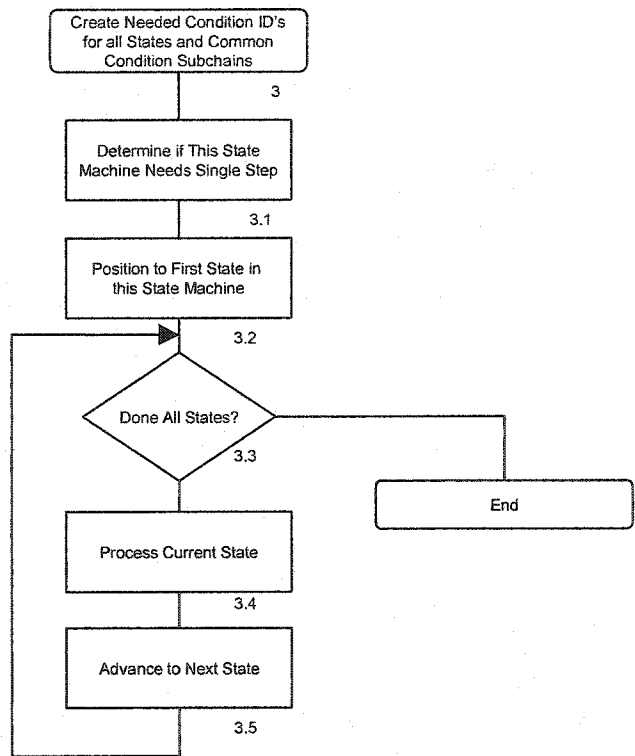 Create Needed Condition ID's
for all States and Common
Condition Subchains
3
Determine if This State
Machine Needs Single Step
3.1
Position to First State in
this State Machine
3.2
Done All States?
3.3
End
Process Current State
3.4
Advance to Next State
3.5